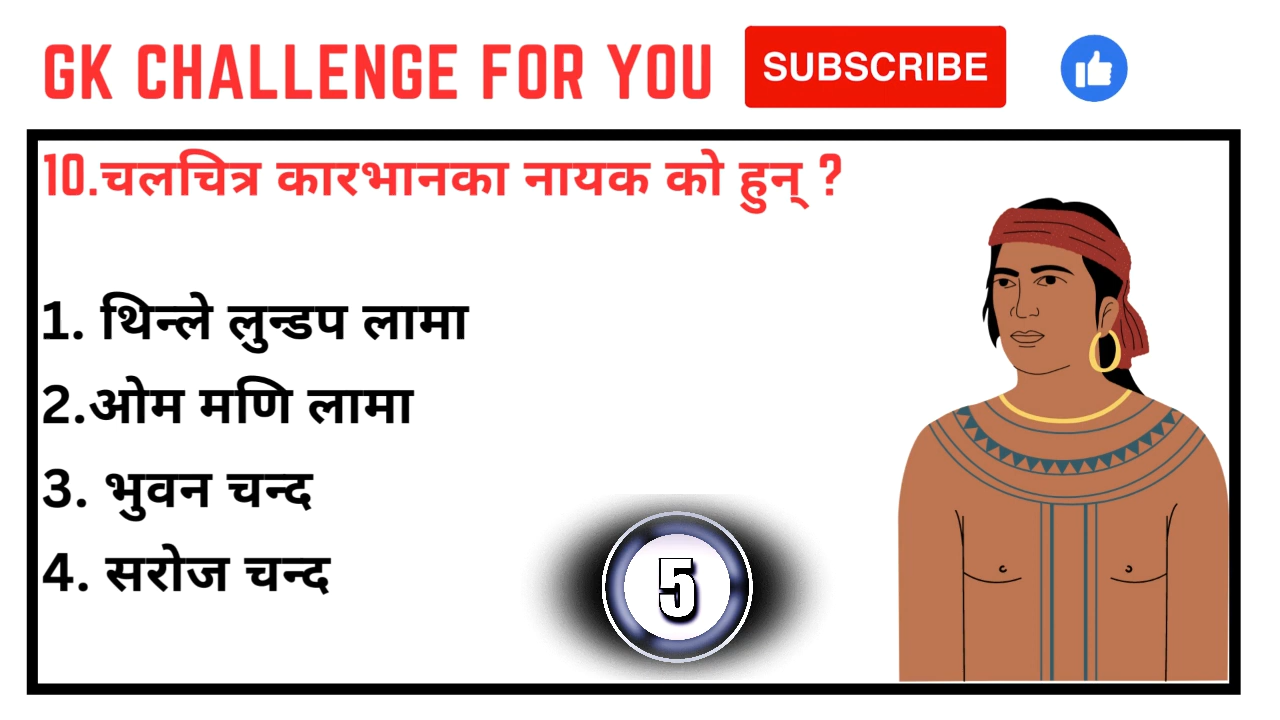 GK CHALLENGE FOR YOU SUBSCRIBE
10.चलचित्र कारभानका नायक को हुन् ?
1. थिन्ले लुन्डप लामा
2.ओम मणि लामा
3. भुवन चन्द
4. सरोज चन्द
5